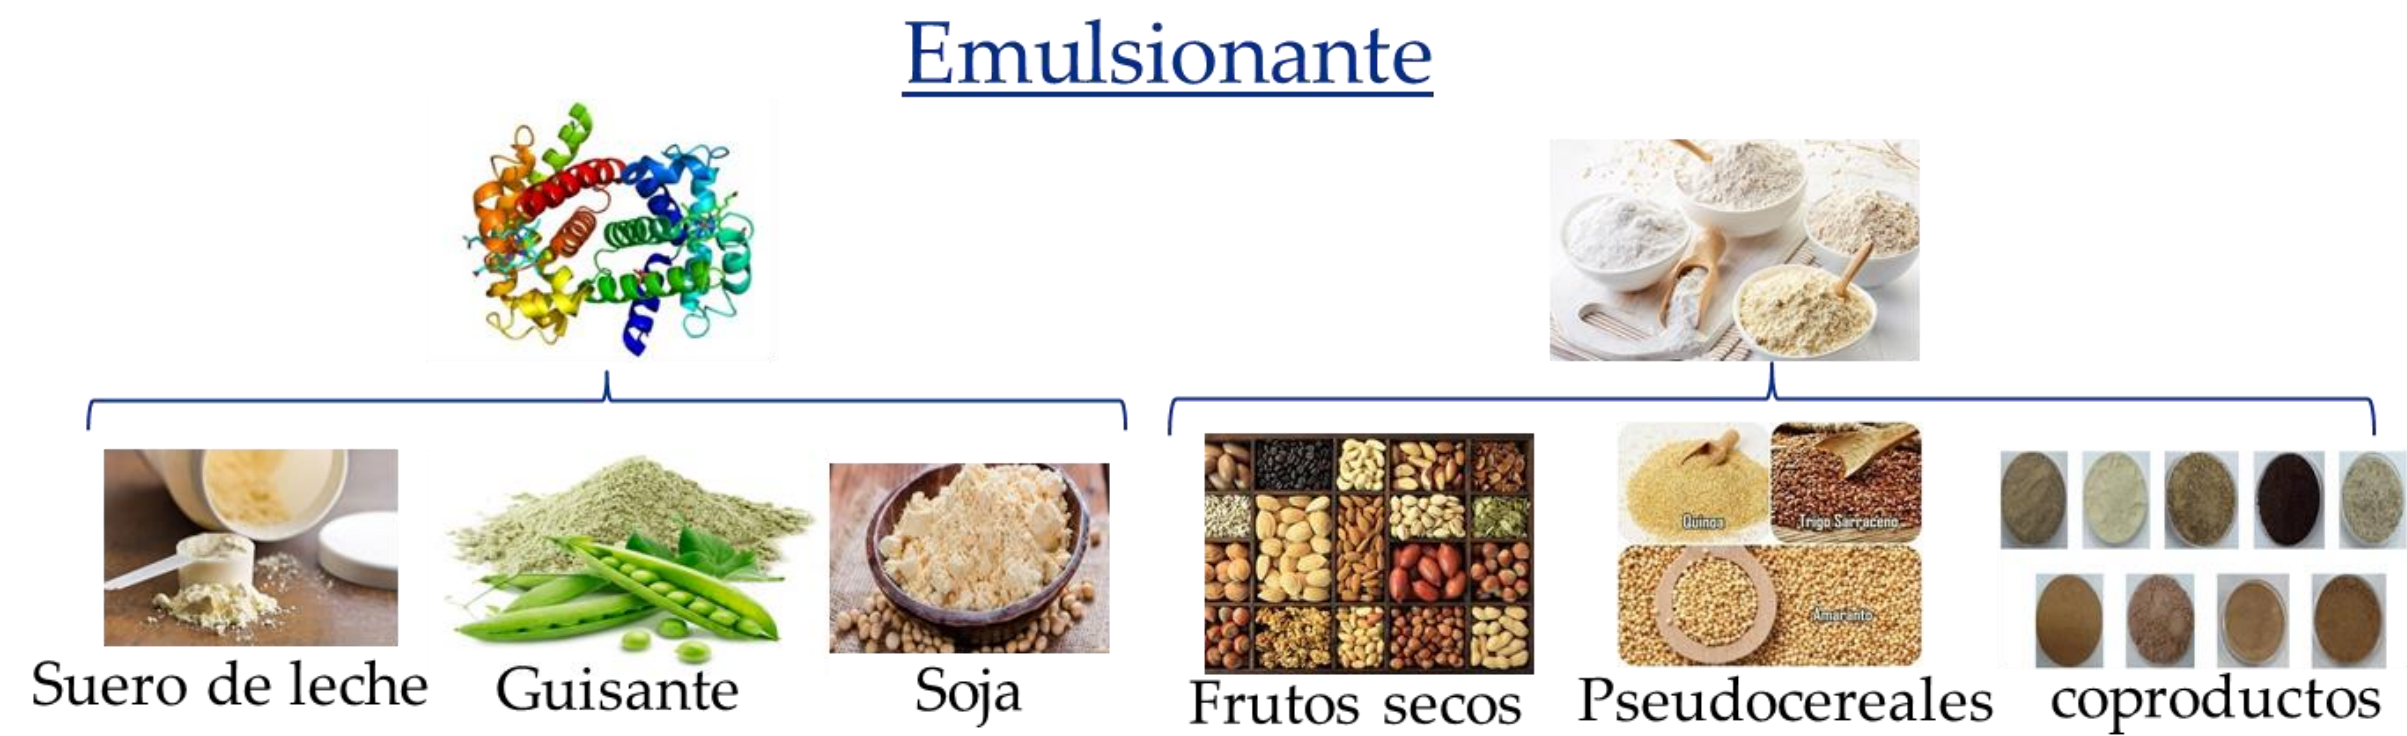 Emulsionante
Quinoa
Trigo Sarraceno
Amaranto
Suero de leche
Guisante
Soja
Frutos secos
Pseudocereales
coproductos